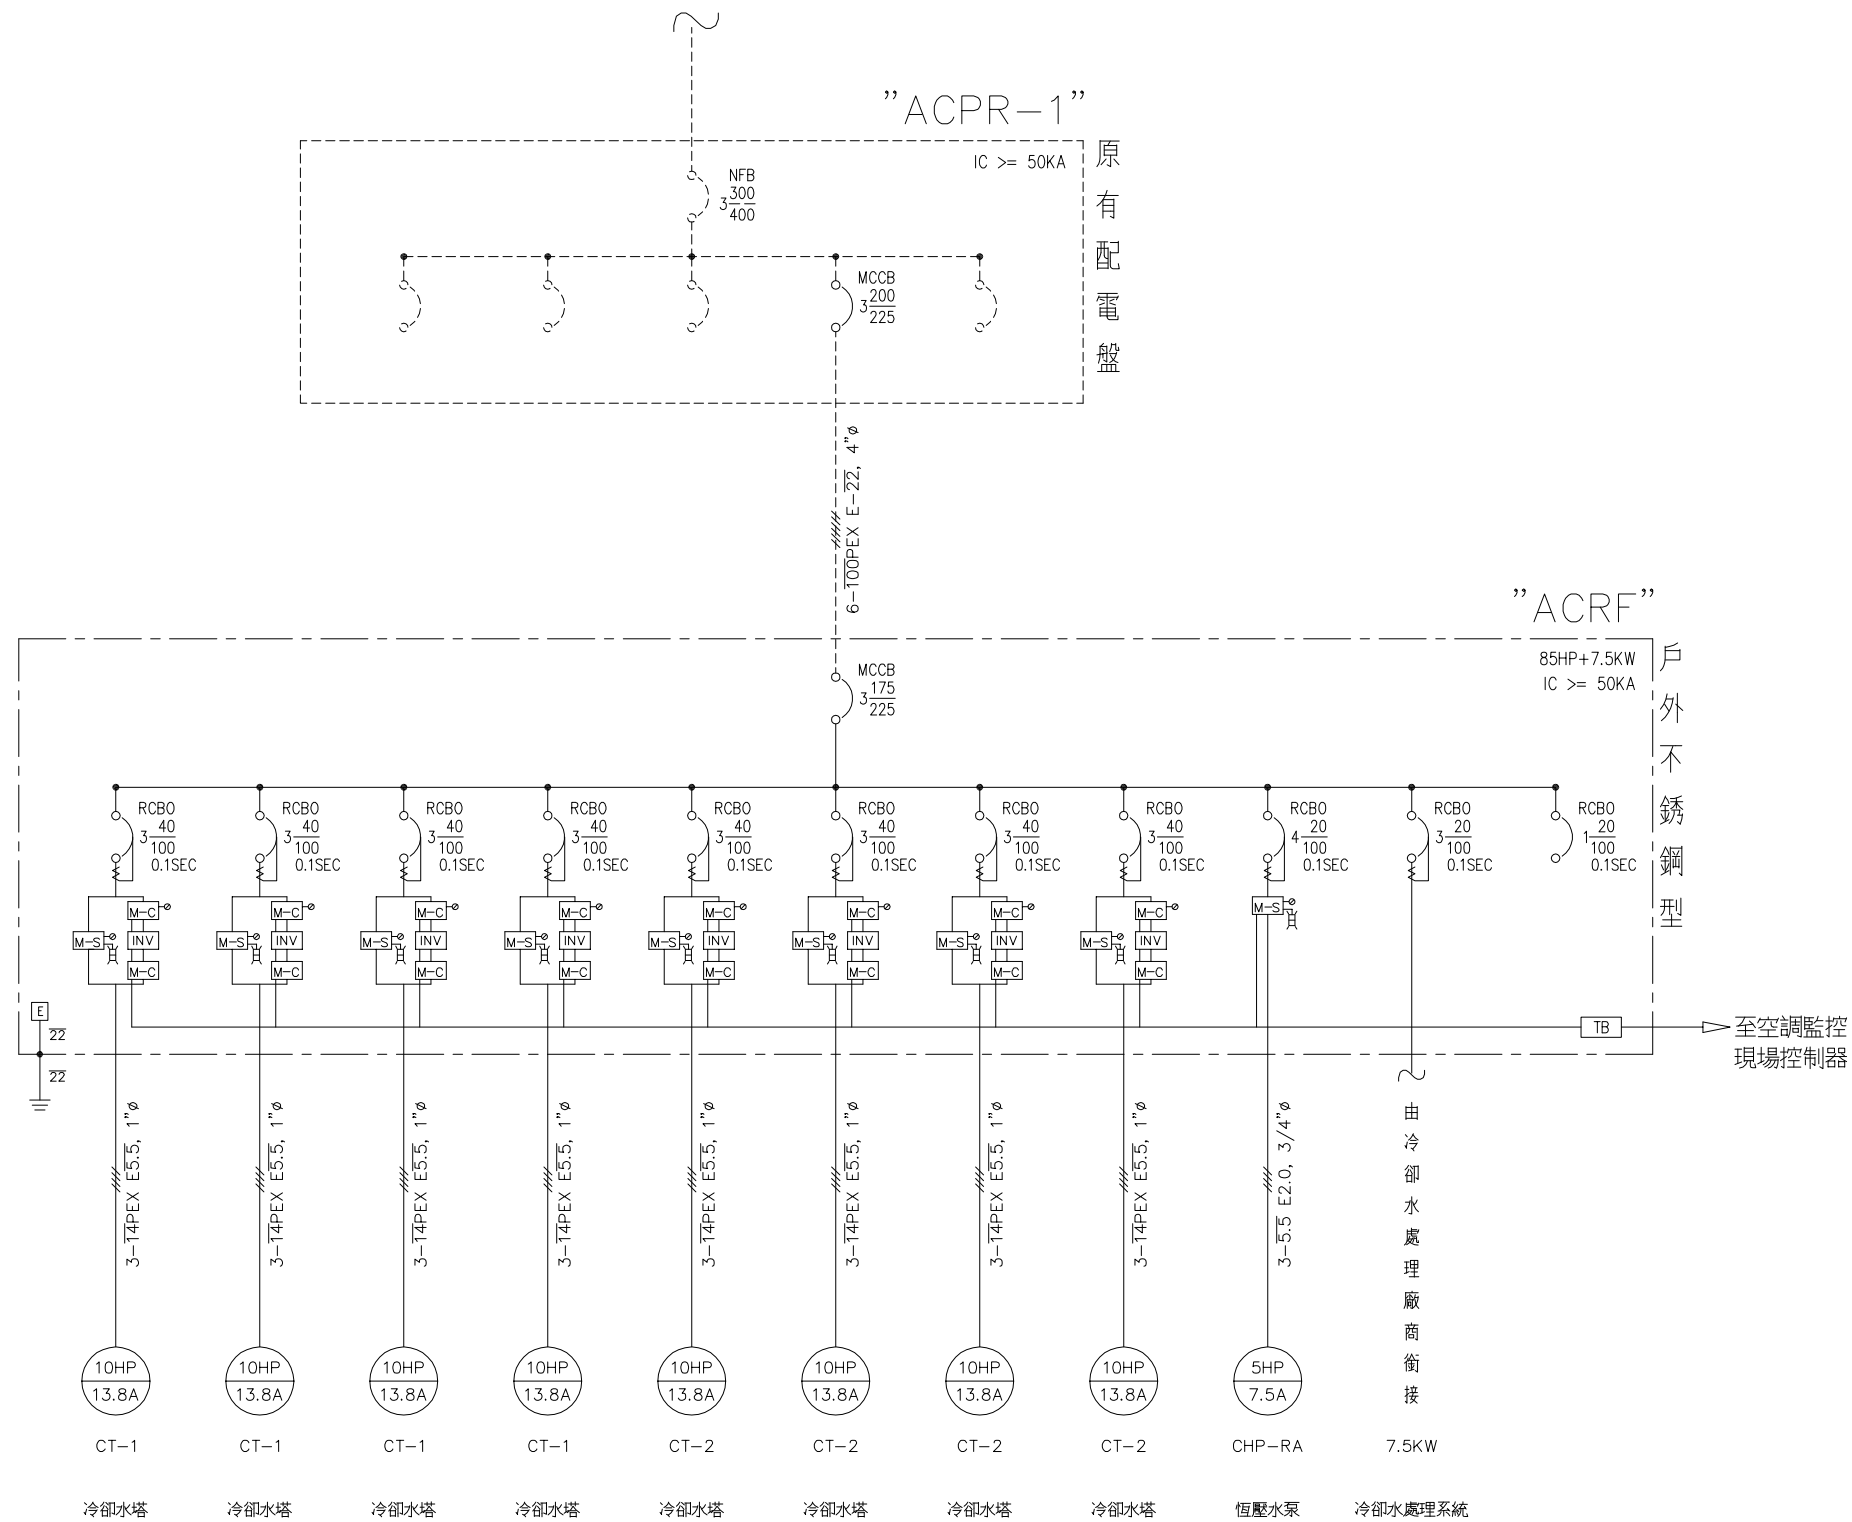 "ACPR-1"
IC >= 50KA
原有配電盤
NFB
3 300
400
MCCB
3 200
225
6-100PEX E-22, 4"ø
"ACRF"
85HP+7.5KW
IC >= 50KA
戶外不銹鋼型
MCCB
3 175
225
RCBO RCBO RCBO RCBO RCBO RCBO RCBO RCBO RCBO RCBO RCBO
3 40 3 40 3 40 3 40 3 40 3 40 3 40 3 40 4 20 3 20 1 20
100 100 100 100 100 100 100 100 100 100 100
0.1SEC 0.1SEC 0.1SEC 0.1SEC 0.1SEC 0.1SEC 0.1SEC 0.1SEC 0.1SEC 0.1SEC 0.1SEC
M-C M-C M-C M-C M-C M-C M-C M-C M-S
M-S INV M-S INV M-S INV M-S INV M-S INV M-S INV M-S INV M-S INV
M-C M-C M-C M-C M-C M-C M-C M-C
E
22
TB
至空調監控
現場控制器
22
3-14PEX E5.5, 1"ø
3-14PEX E5.5, 1"ø
3-14PEX E5.5, 1"ø
3-14PEX E5.5, 1"ø
3-14PEX E5.5, 1"ø
3-14PEX E5.5, 1"ø
3-14PEX E5.5, 1"ø
3-14PEX E5.5, 1"ø
3-5.5 E2.0, 3/4"ø
由冷卻水處理廠商銜接
10HP 10HP 10HP 10HP 10HP 10HP 10HP 10HP 5HP
13.8A 13.8A 13.8A 13.8A 13.8A 13.8A 13.8A 13.8A 7.5A
CT-1 CT-1 CT-1 CT-1 CT-2 CT-2 CT-2 CT-2 CHP-RA 7.5KW
冷卻水塔 冷卻水塔 冷卻水塔 冷卻水塔 冷卻水塔 冷卻水塔 冷卻水塔 冷卻水塔 恆壓水泵 冷卻水處理系統